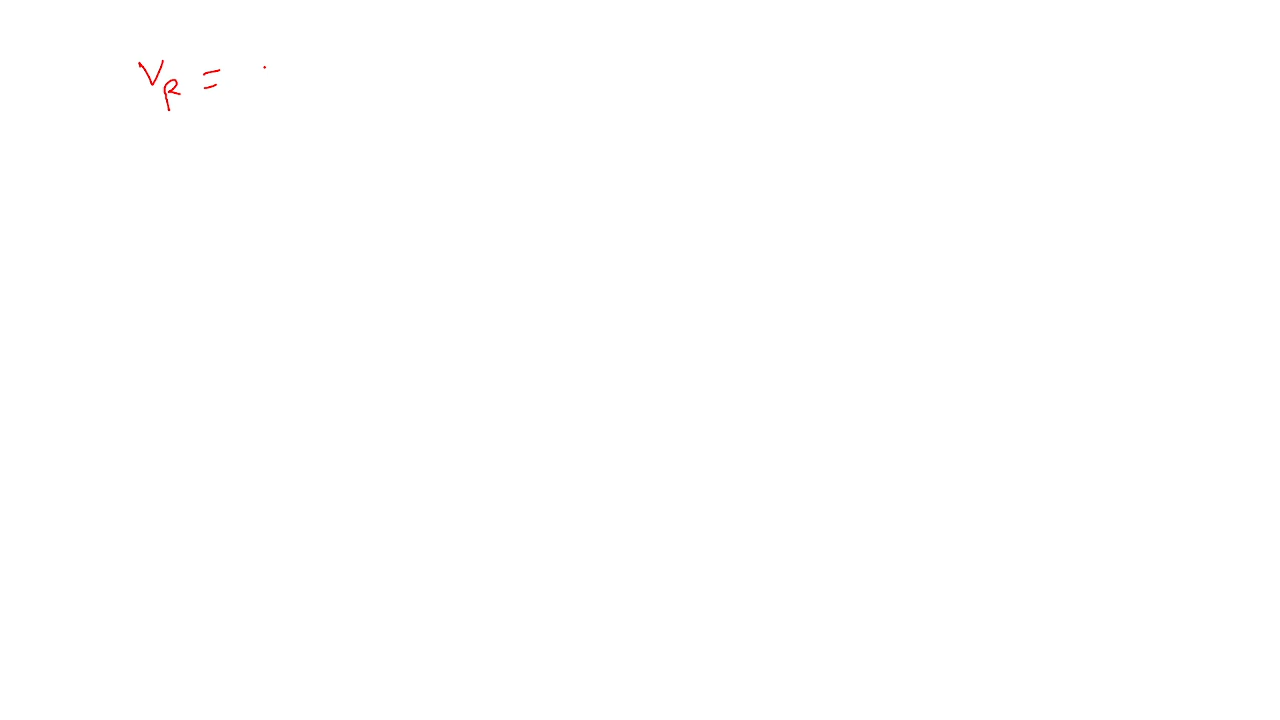 V_R =